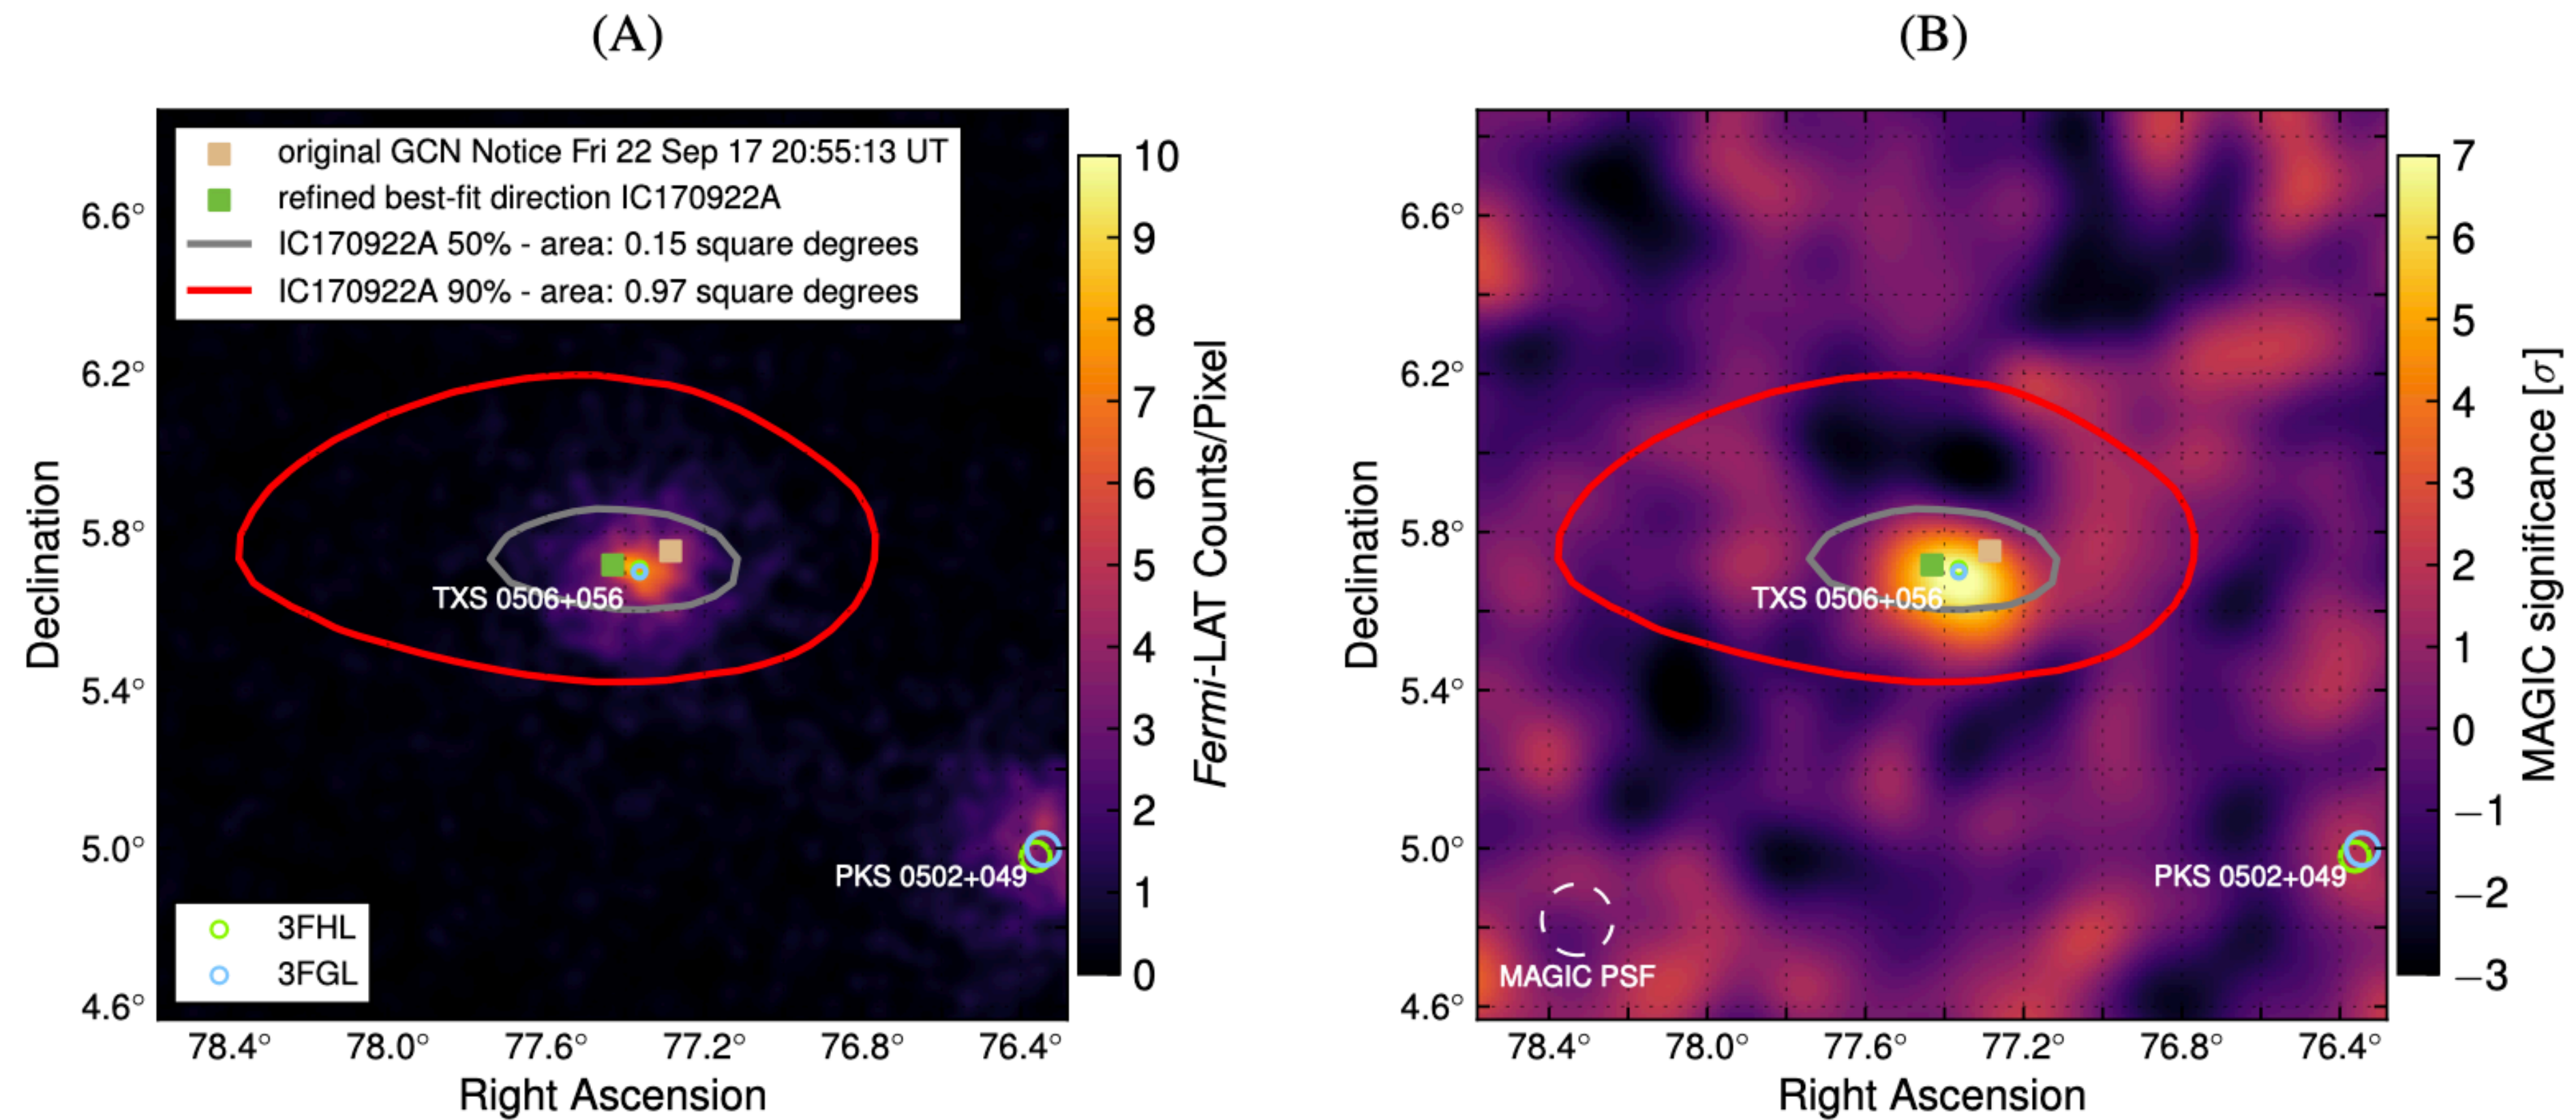 (A)
original GCN Notice Fri 22 Sep 17 20:55:13 UT
refined best-fit direction IC170922A
IC170922A 50% - area: 0.15 square degrees
IC170922A 90% - area: 0.97 square degrees
6.6°
6.2°
5.8°
5.4°
5.0°
4.6°
Declination
TXS 0506+056
PKS 0502+049
3FHL
3FGL
78.4°
78.0°
77.6°
77.2°
76.8°
76.4°
Right Ascension
10
9
8
7
6
5
4
3
2
1
0
Fermi-LAT Counts/Pixel
(B)
6.6°
6.2°
5.8°
5.4°
5.0°
4.6°
Declination
TXS 0506+056
PKS 0502+049
MAGIC PSF
78.4°
78.0°
77.6°
77.2°
76.8°
76.4°
Right Ascension
7
6
5
4
3
2
1
0
−1
−2
−3
MAGIC significance [σ]